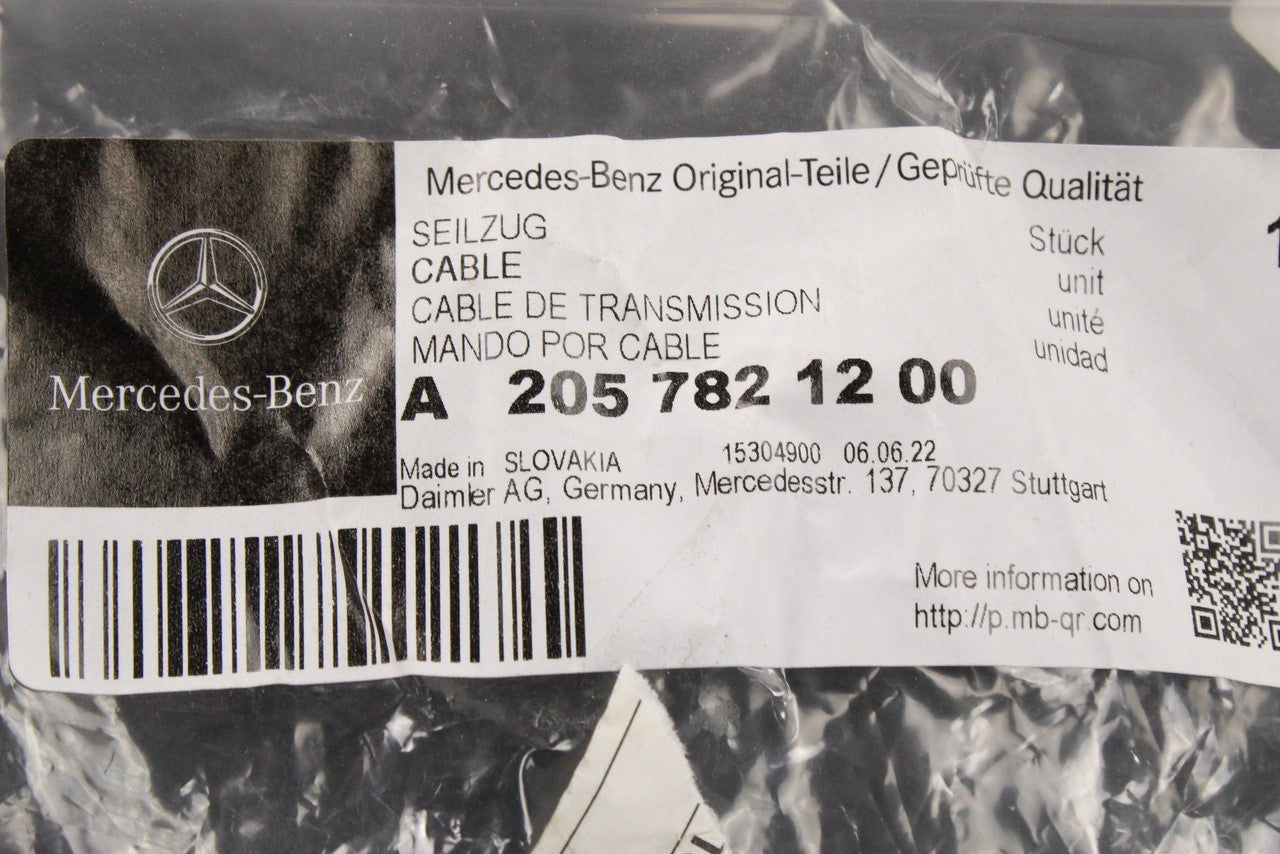 Mercedes-Benz
Mercedes-Benz Original-Teile/Geprüfte Qualität
SEILZUG
CABLE
CABLE DE TRANSMISSION
MANDO POR CABLE
Stück 1
unit
unité
unidad
A 205 782 12 00
Made in SLOVAKIA 15304900 06.06.22
Daimler AG, Germany, Mercedesstr. 137, 70327 Stuttgart
More information on
http://p.mb-qr.com